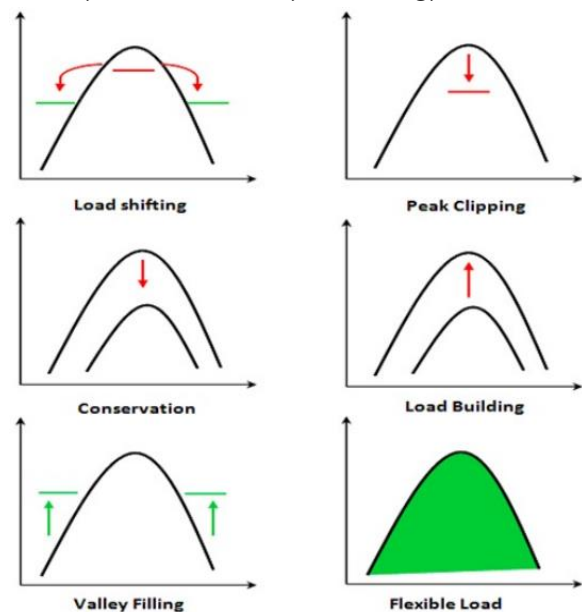 Load shifting
Peak Clipping
Conservation
Load Building
Valley Filling
Flexible Load